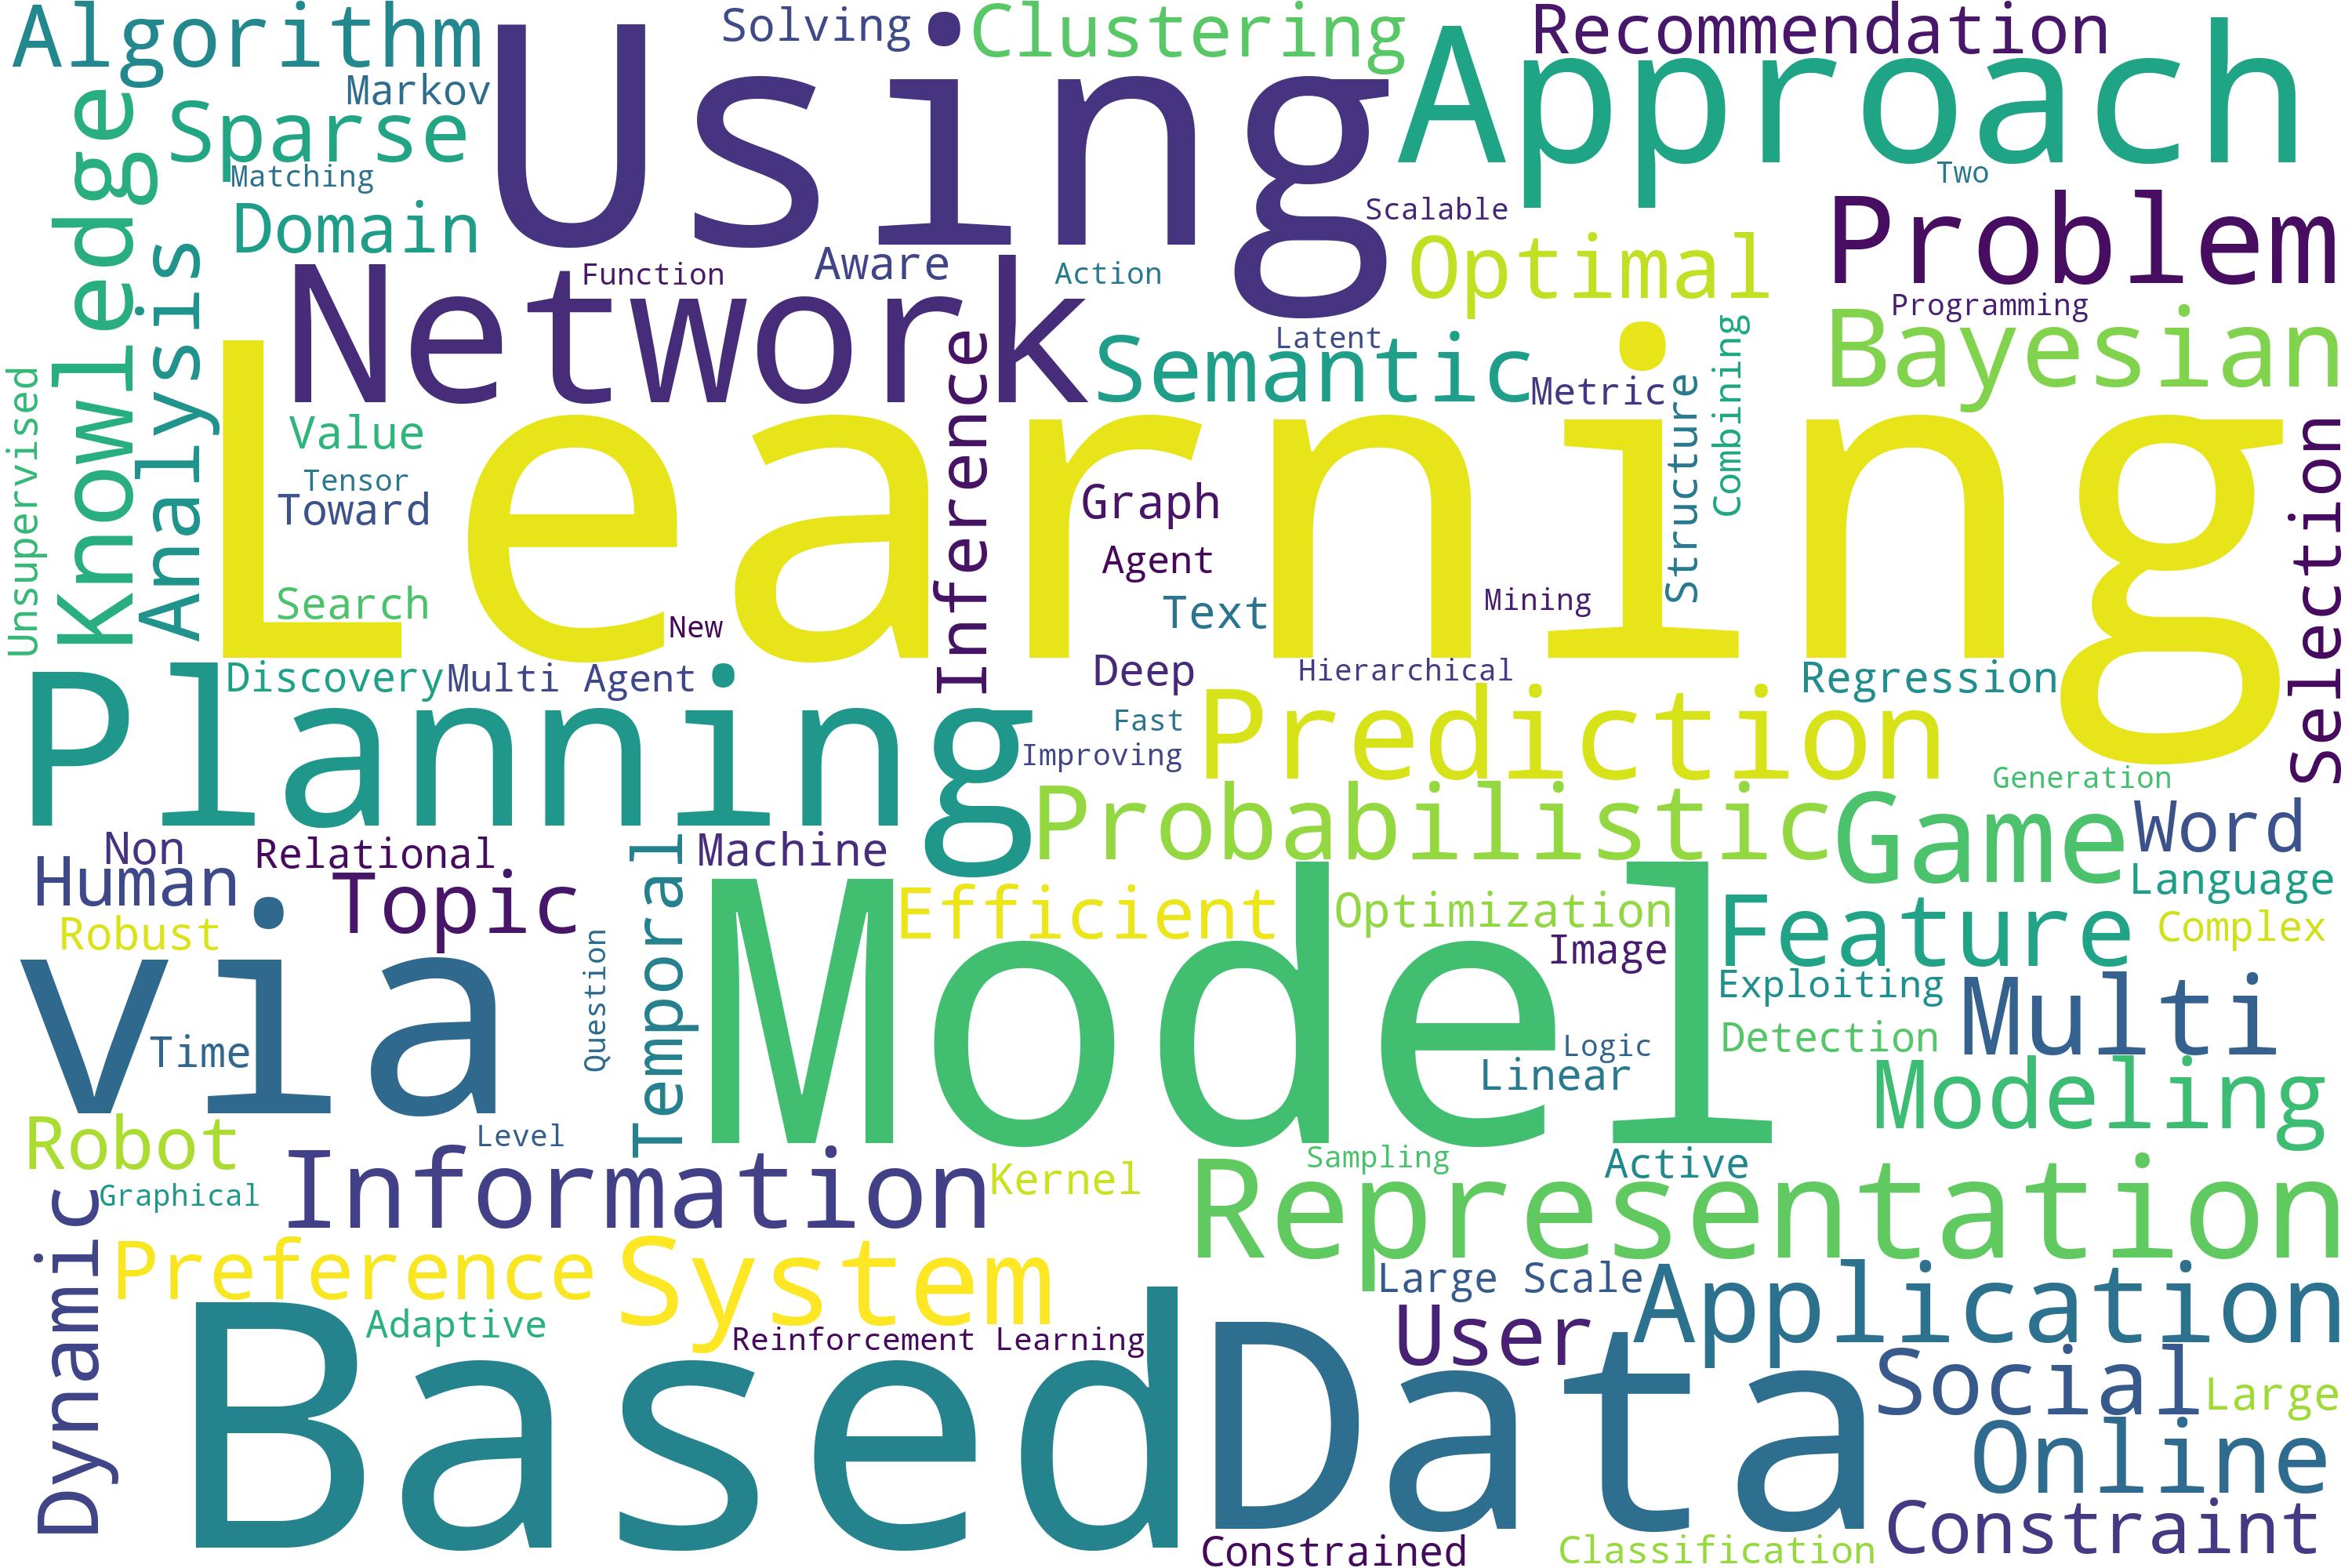 Algorithm
Solving
Clustering
Recommendation
Markov
Using
Approach
Knowledge
Sparse
Matching
Two
Domain
Scalable
Problem
Analysis
Function
Aware
Action
Optimal
Programming
Network
Latent
Semantic
Metric
Combining
Bayesian
Unsupervised
Value
Inference
Structure
Selection
Tensor
Toward
Graph
Learning
Agent
Search
New
Text
Mining
Discovery
Multi Agent
Deep
Hierarchical
Regression
Planning
Fast
Improving
Prediction
Generation
Probabilistic
Game
Word
Non
Human
Relational
Machine
Temporal
Language
Topic
Efficient
Optimization
Feature
Complex
Robust
Question
Image
via
Model
Exploiting
Multi
Time
Logic
Linear
Detection
Modeling
Robot
Level
Sampling
Active
Graphical
Information
Kernel
Representation
Dynamic
Preference
System
Large Scale
Application
Adaptive
Reinforcement Learning
User
Social
Large
Based
Data
Online
Constrained
Classification
Constraint